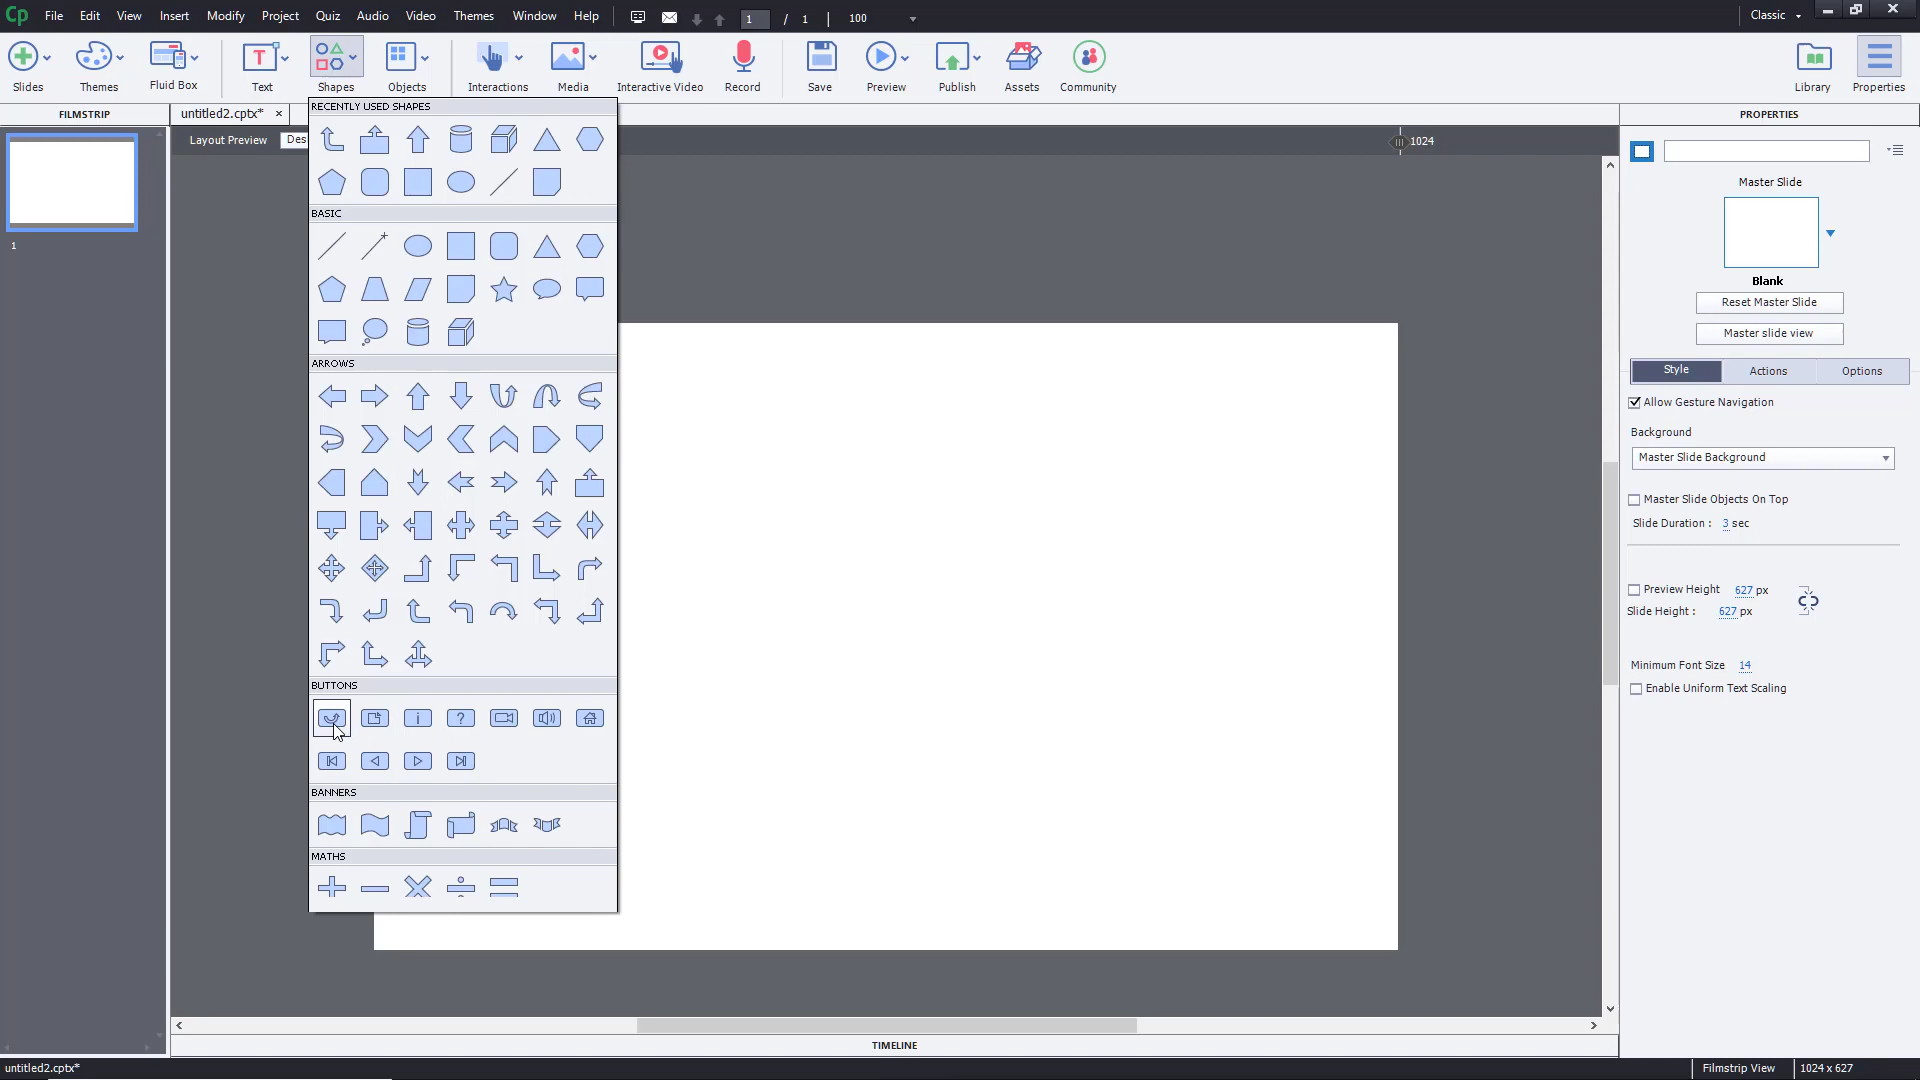 Cp File Edit View Insert Modify Project Quiz Audio Video Themes Window Help 1 / 1 100 Classic
Slides Themes Fluid Box Text Shapes Objects Interactions Media Interactive Video Record Save Preview Publish Assets Community Library Properties
FILMSTRIP
untitled2.cptx*
1
Layout Preview Des
1024
RECENTLY USED SHAPES
BASIC
ARROWS
BUTTONS
i ?
BANNERS
MATHS
TIMELINE
PROPERTIES
Master Slide
Blank
Reset Master Slide
Master slide view
Style Actions Options
Allow Gesture Navigation
Background
Master Slide Background
Master Slide Objects On Top
Slide Duration : 3 sec
Preview Height 627 px
Slide Height : 627 px
Minimum Font Size 14
Enable Uniform Text Scaling
untitled2.cptx* Filmstrip View 1024 x 627